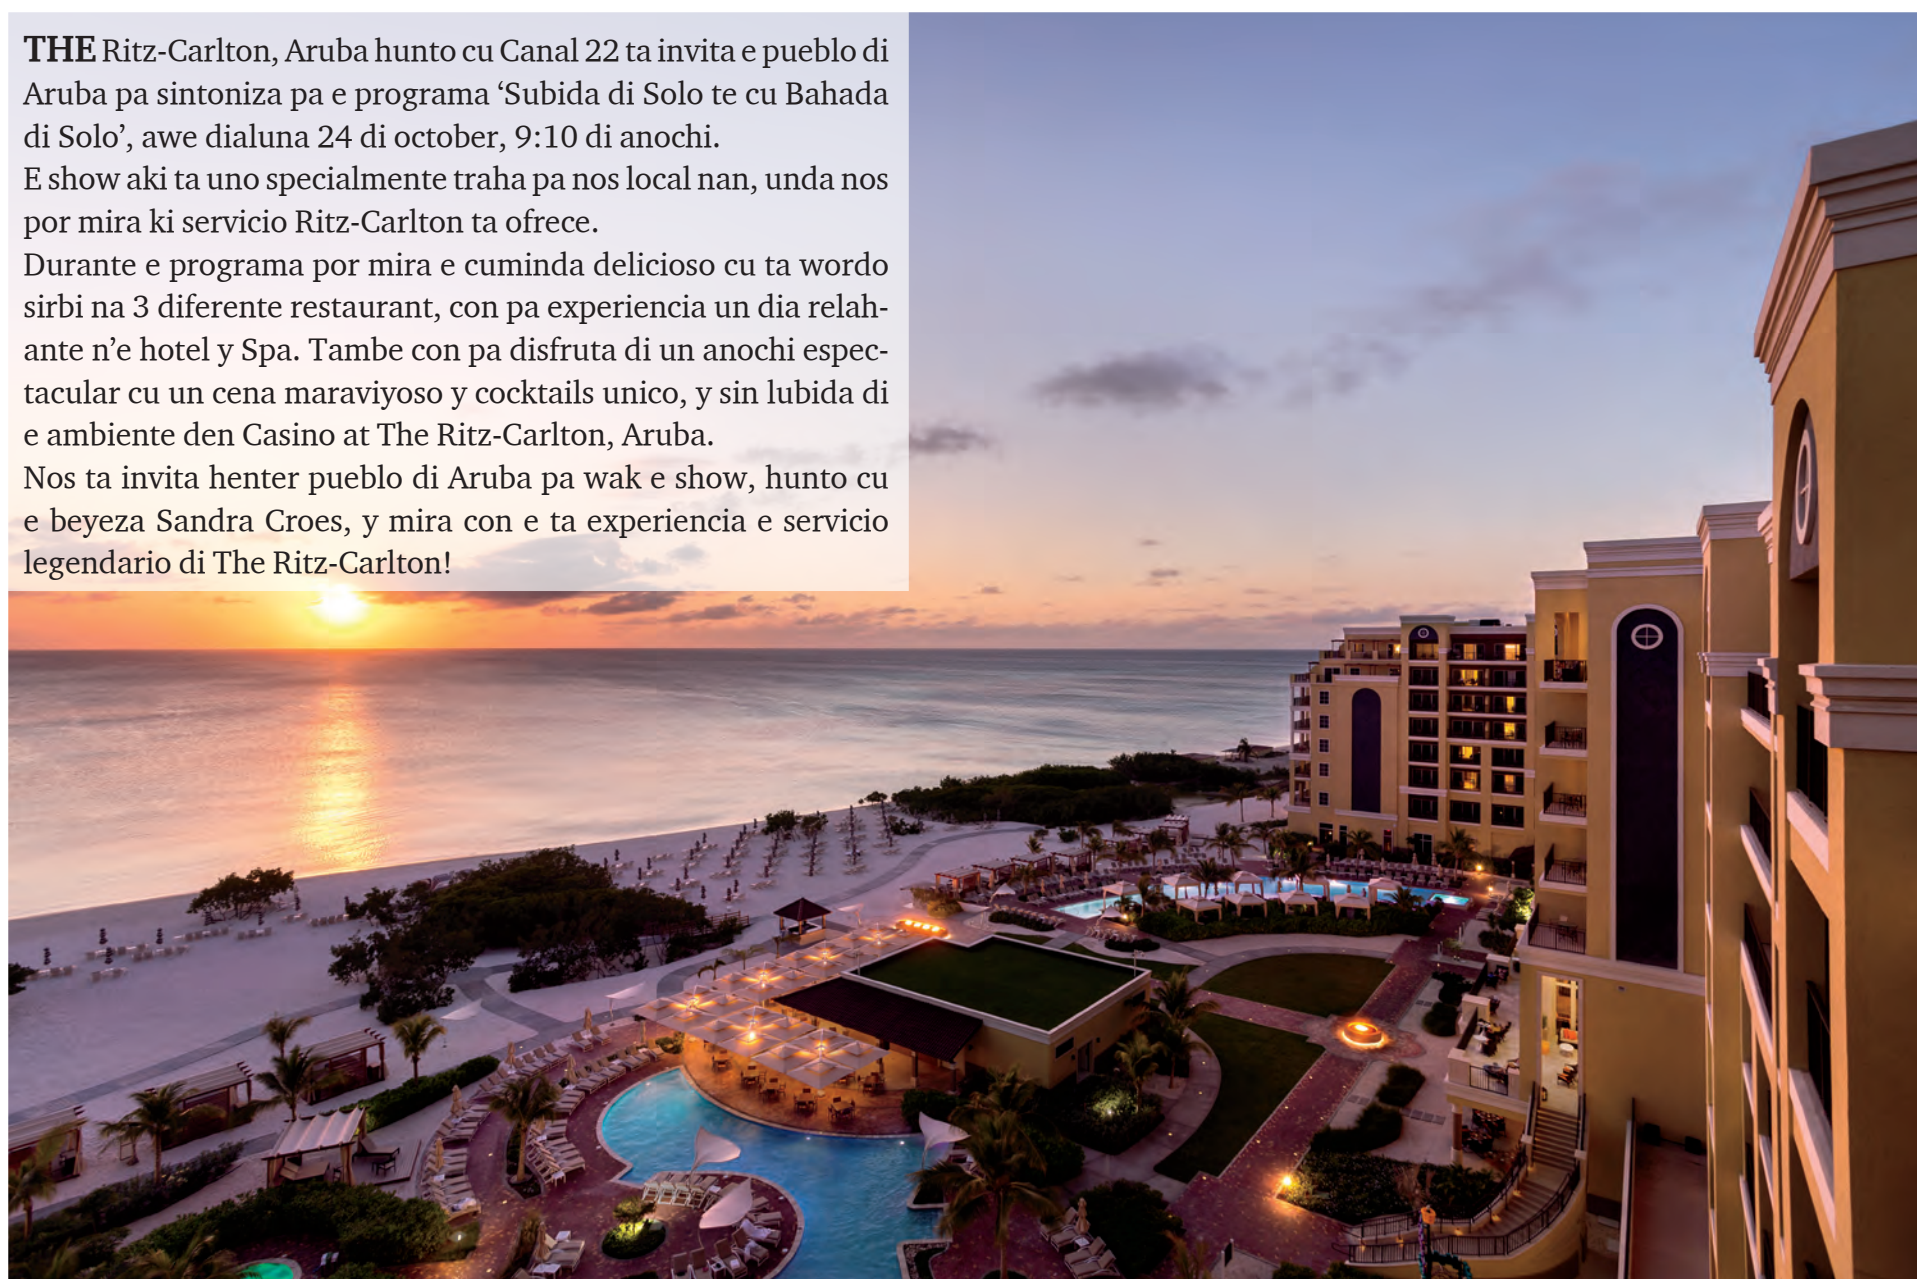 THE Ritz-Carlton, Aruba hunto cu Canal 22 ta invita e pueblo di
Aruba pa sintoniza pa e programa ‘Subida di Solo te cu Bahada
di Solo’, awe dialuna 24 di october, 9:10 di anochi.
E show aki ta uno specialmente traha pa nos local nan, unda nos
por mira ki servicio Ritz-Carlton ta ofrece.
Durante e programa por mira e cuminda delicioso cu ta wordo
sirbi na 3 diferente restaurant, con pa experiencia un dia relah-
ante n’e hotel y Spa. Tambe con pa disfruta di un anochi espec-
tacular cu un cena maraviyoso y cocktails unico, y sin lubida di
e ambiente den Casino at The Ritz-Carlton, Aruba.
Nos ta invita henter pueblo di Aruba pa wak e show, hunto cu
e beyeza Sandra Croes, y mira con e ta experiencia e servicio
legendario di The Ritz-Carlton!